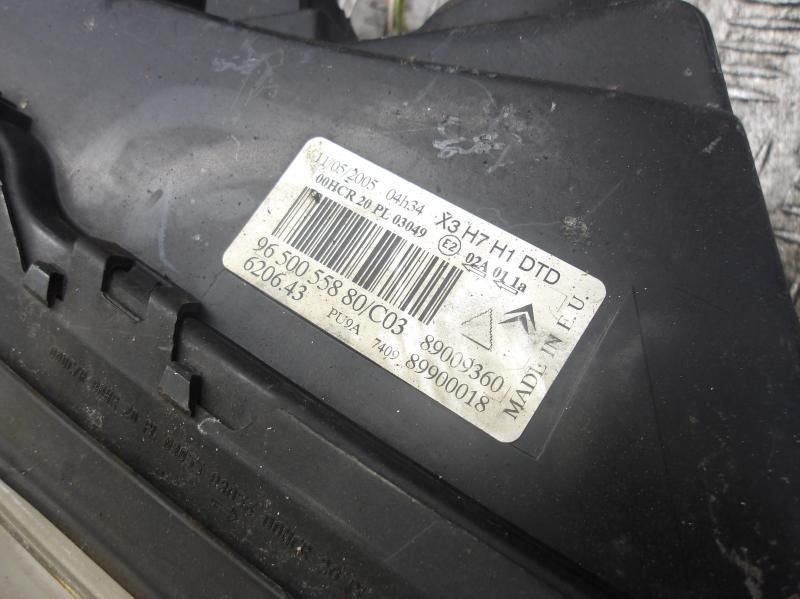 11/05/2005 04h34 X3 H7 H1 DTD
00HCR 20 PL 03049 E2 02A 01 1a
96 500 558 80/C03 89009360
6206.43 PU9A 7409 89900018
MADE IN E.U.